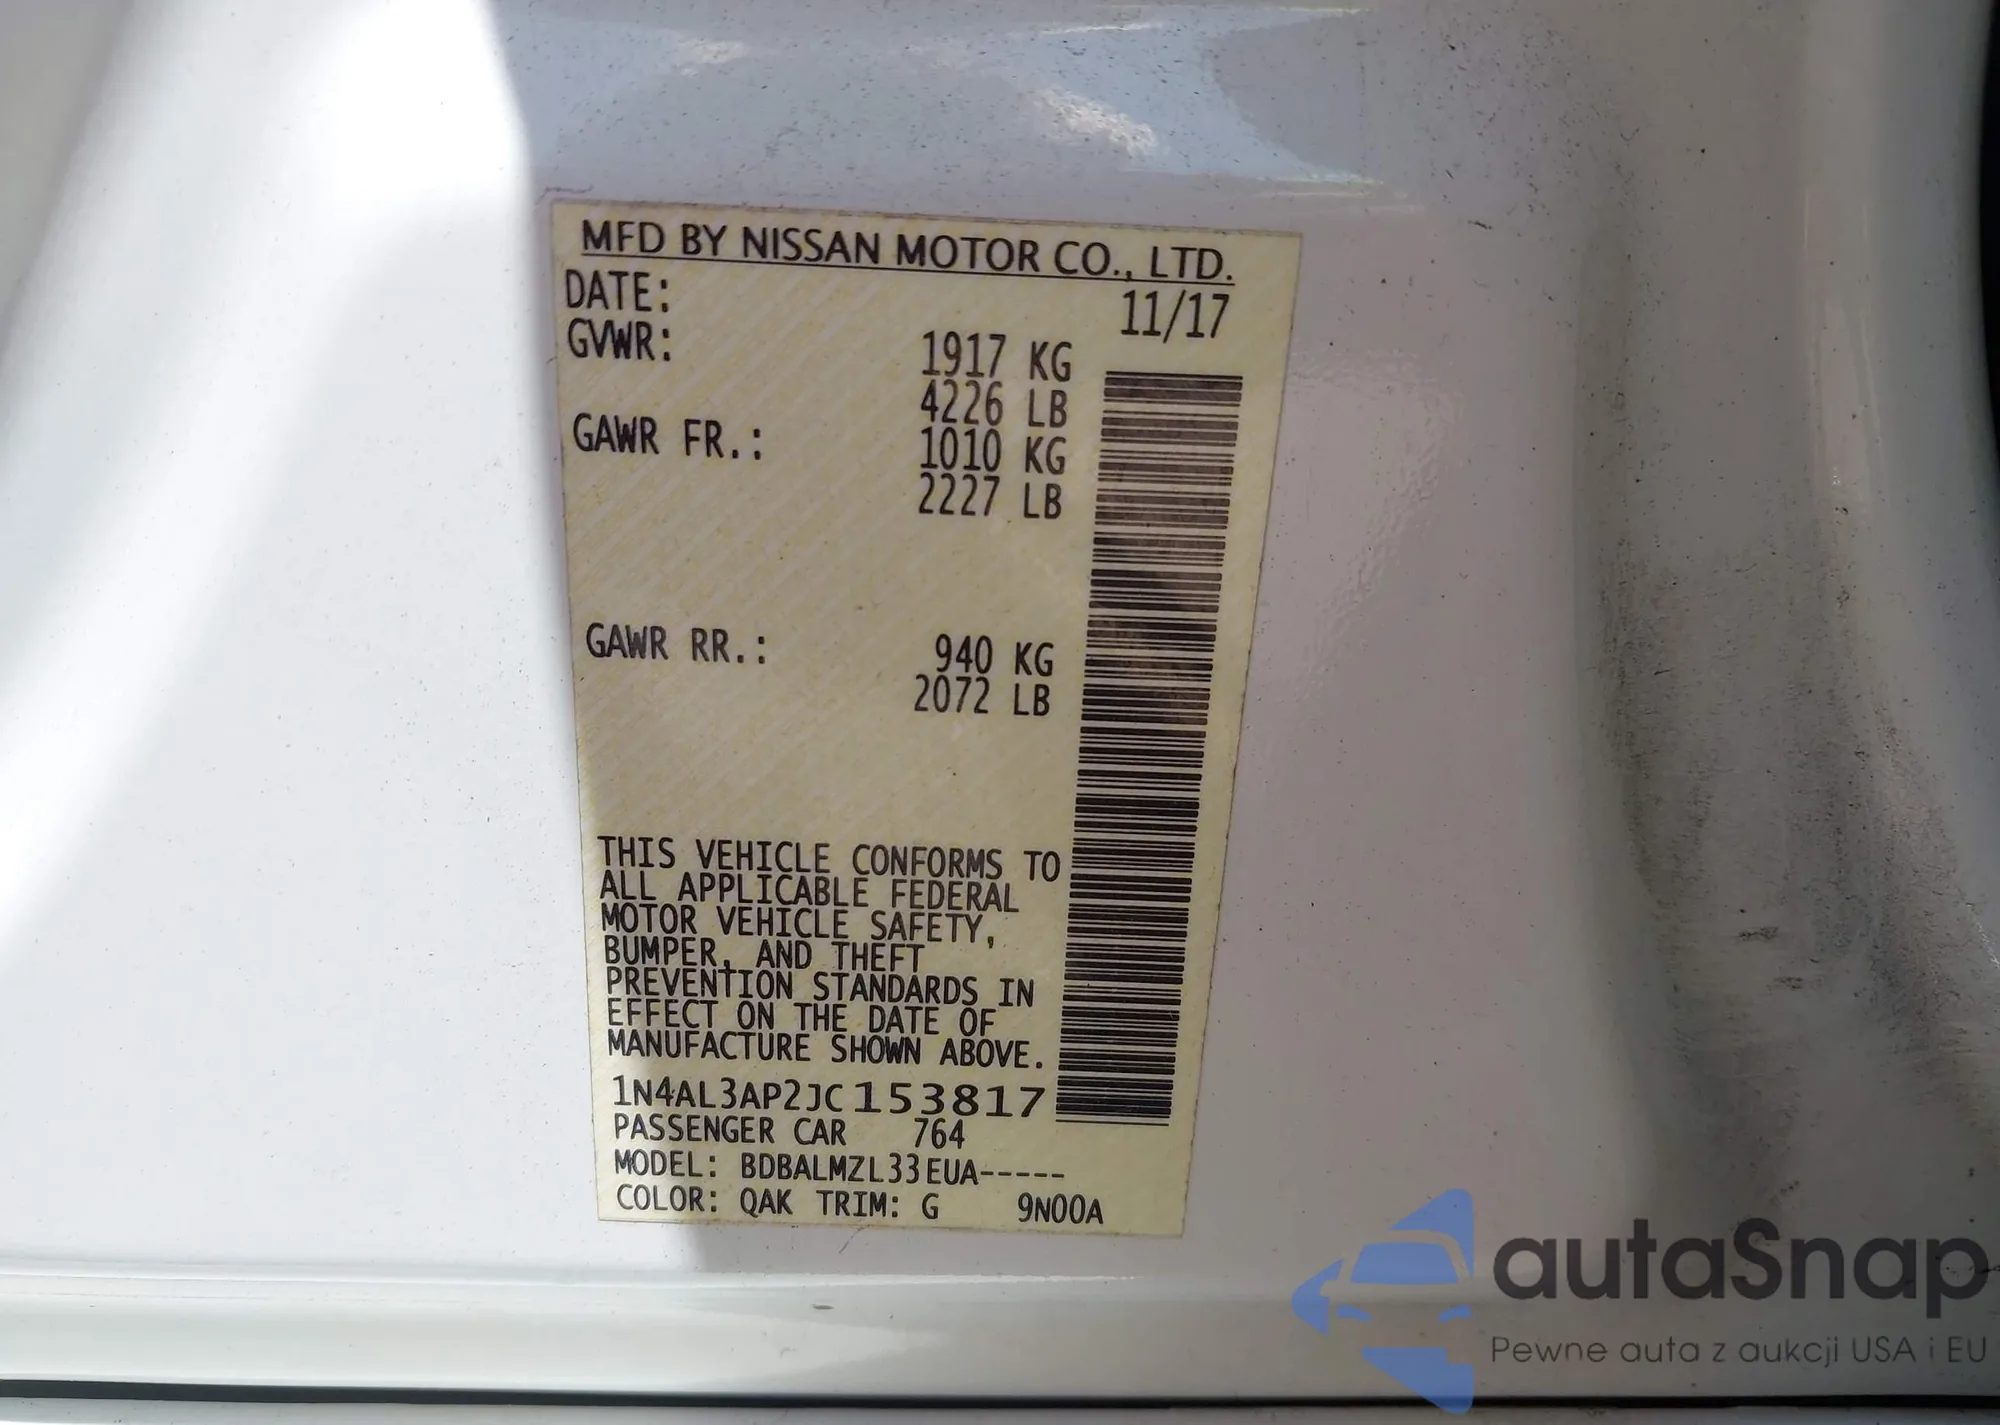 MFD BY NISSAN MOTOR CO., LTD.
DATE: 11/17
GVWR: 1917 KG
4226 LB
GAWR FR.: 1010 KG
2227 LB
GAWR RR.: 940 KG
2072 LB
THIS VEHICLE CONFORMS TO
ALL APPLICABLE FEDERAL
MOTOR VEHICLE SAFETY,
BUMPER, AND THEFT
PREVENTION STANDARDS IN
EFFECT ON THE DATE OF
MANUFACTURE SHOWN ABOVE.
1N4AL3AP2JC153817
PASSENGER CAR 764
MODEL: BDBALMZL33EUA-----
COLOR: QAK TRIM: G 9N00A
autaSnap
Pewne auta z aukcji USA i EU